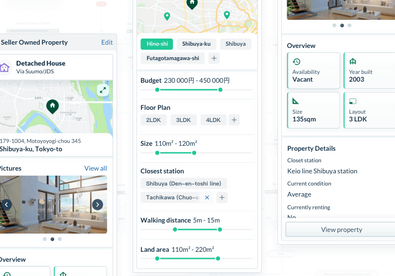 Seller Owned Property Edit
Detached House
Via Suumo/JDS
179-1004, Motoyoyogi-chou 345
Shibuya-ku, Tokyo-to
Pictures View all
Overview
Hino-shi Shibuya-ku Shibuya
Futagotamagawa-shi +
Budget 230 000円 - 450 000円
Floor Plan
2LDK 3LDK 4LDK +
Size 110m² - 120m²
Closest station
Shibuya (Den-en-toshi line)
Tachikawa (Chuo- × +
Walking distance 5m - 15m
Land area 110m² - 220m²
Overview
Availability
Vacant
Year built
2003
Size
135sqm
Layout
3 LDK
Property Details
Closet station
Keio line Shibuya station
Current condition
Average
Currently renting
No
View property